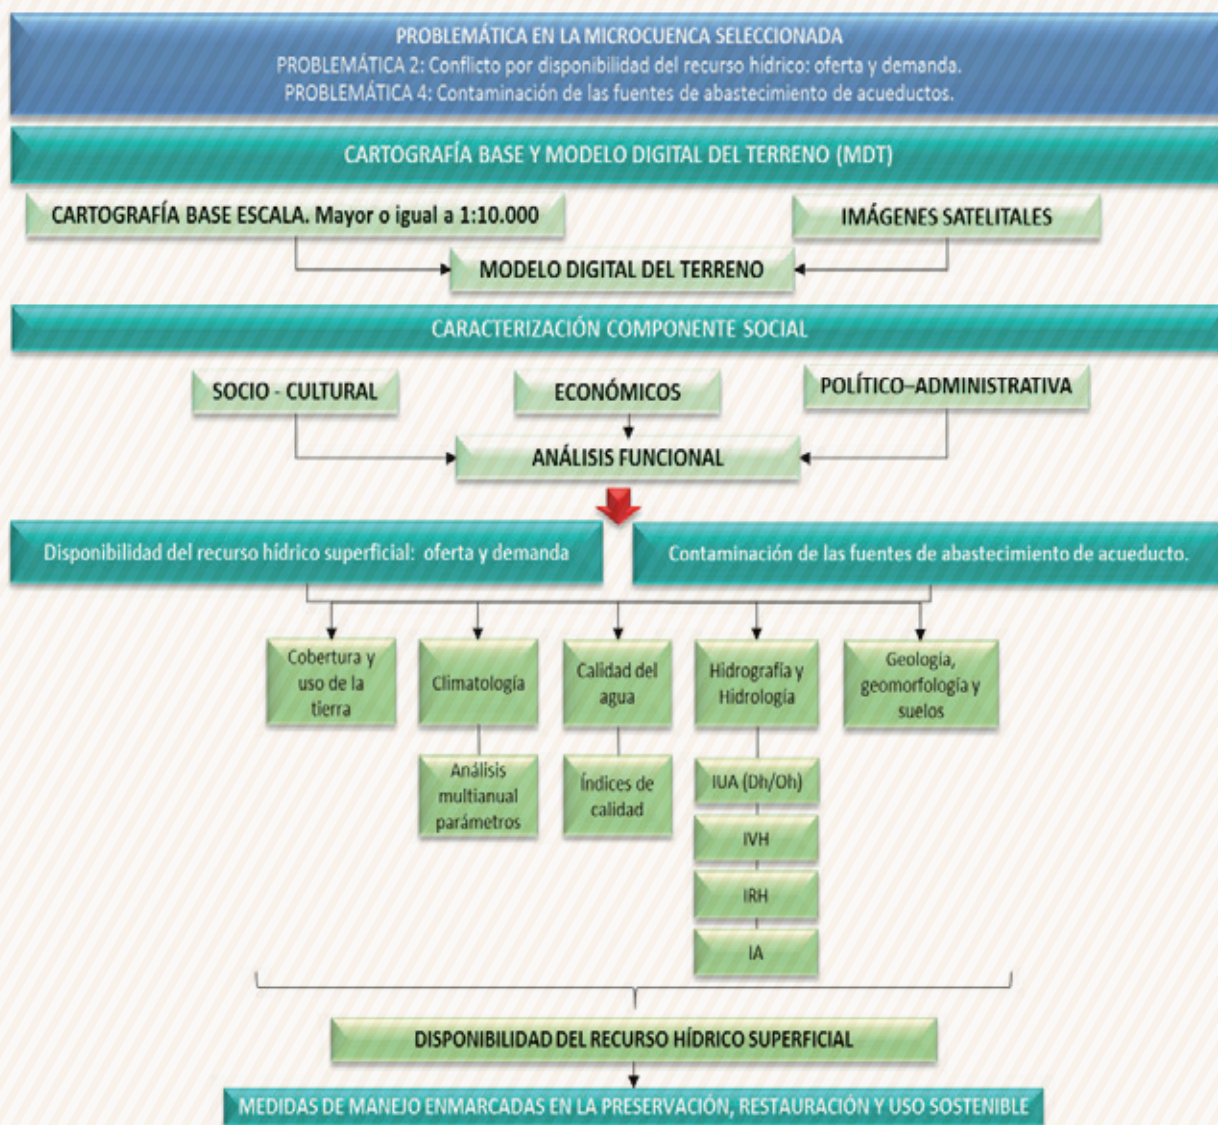 PROBLEMÁTICA EN LA MICROCUENCA SELECCIONADA
PROBLEMÁTICA 2: Conflicto por disponibilidad del recurso hídrico: oferta y demanda.
PROBLEMÁTICA 4: Contaminación de las fuentes de abastecimiento de acueductos.
CARTOGRAFÍA BASE Y MODELO DIGITAL DEL TERRENO (MDT)
CARTOGRAFÍA BASE ESCALA. Mayor o igual a 1:10.000
IMÁGENES SATELITALES
MODELO DIGITAL DEL TERRENO
CARACTERIZACIÓN COMPONENTE SOCIAL
SOCIO - CULTURAL
ECONÓMICOS
POLÍTICO–ADMINISTRATIVA
ANÁLISIS FUNCIONAL
Disponibilidad del recurso hídrico superficial: oferta y demanda
Contaminación de las fuentes de abastecimiento de acueducto.
Cobertura y
uso de la
tierra
Climatología
Calidad del
agua
Hidrografía y
Hidrología
Geología,
geomorfología y
suelos
Análisis
multianual
parámetros
Índices de
calidad
IUA (Dh/Oh)
IVH
IRH
IA
DISPONIBILIDAD DEL RECURSO HÍDRICO SUPERFICIAL
MEDIDAS DE MANEJO ENMARCADAS EN LA PRESERVACIÓN, RESTAURACIÓN Y USO SOSTENIBLE